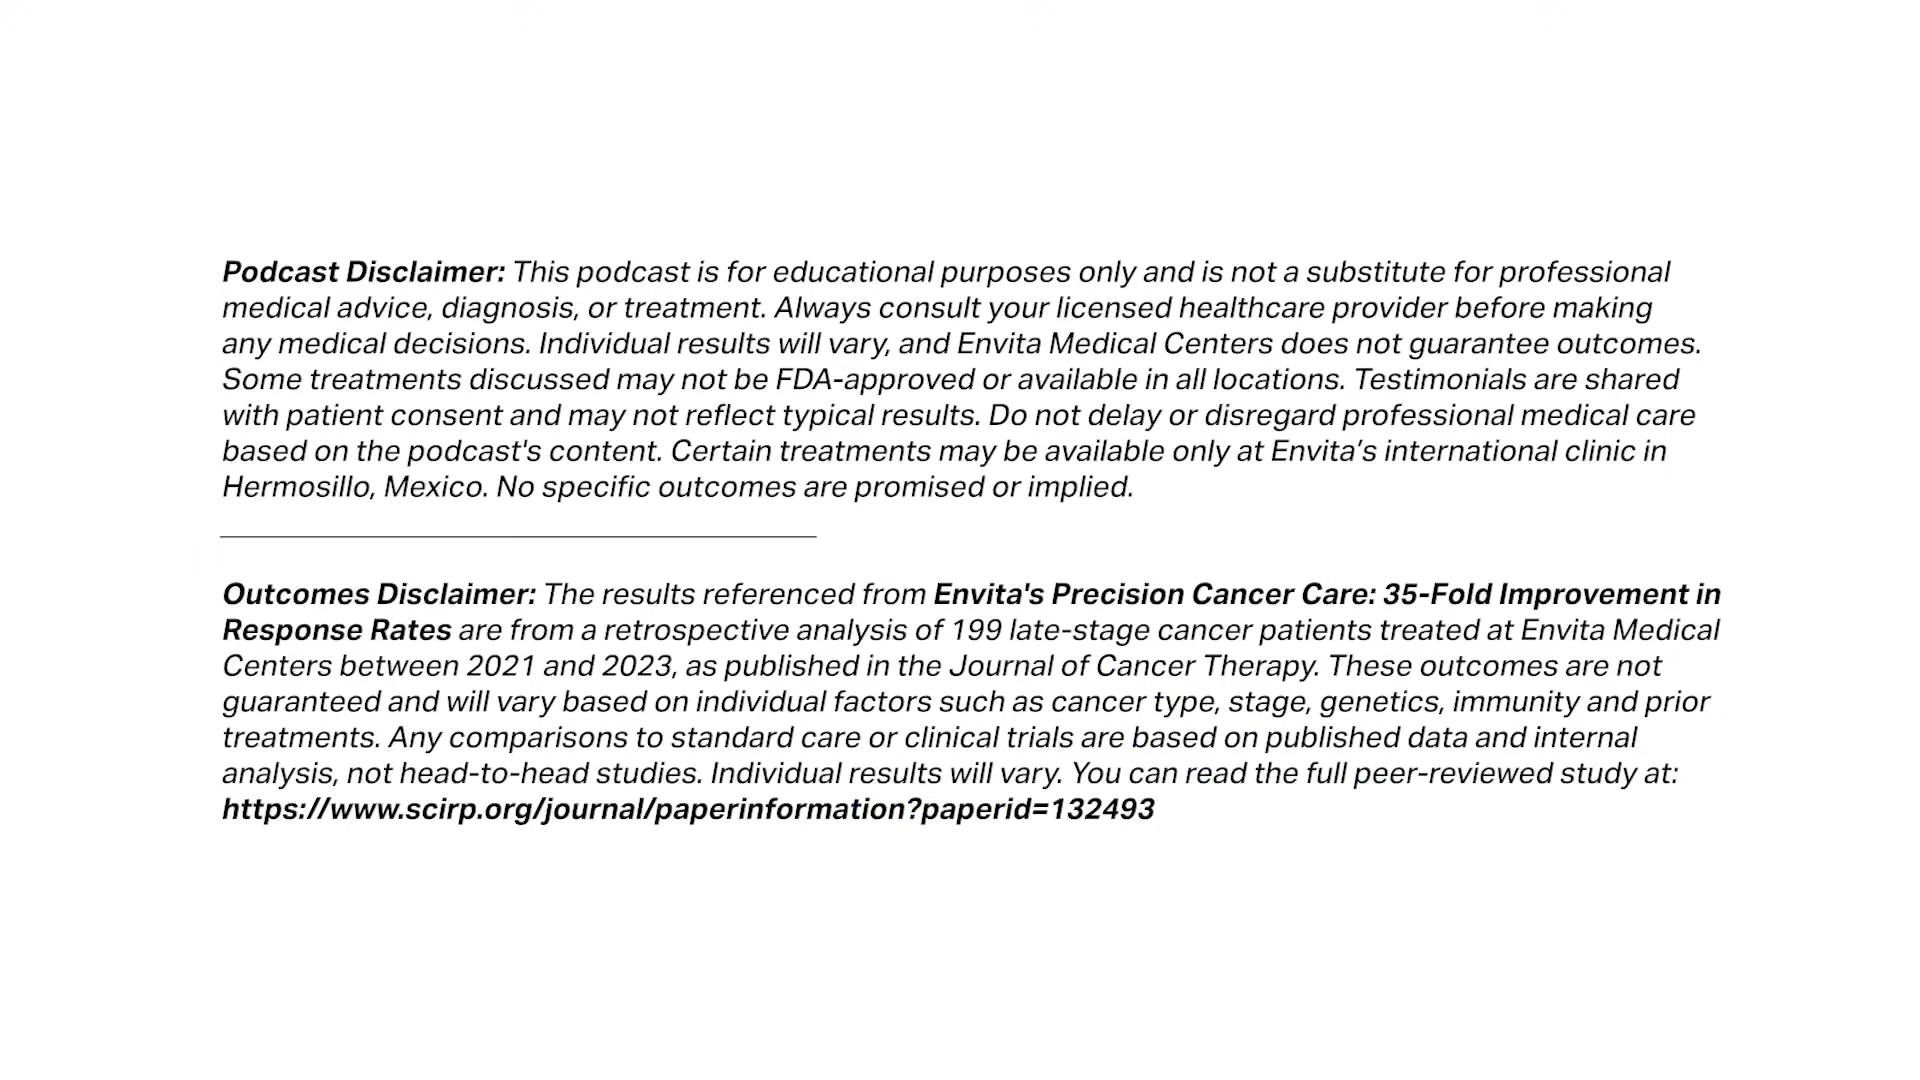 Podcast Disclaimer: This podcast is for educational purposes only and is not a substitute for professional
medical advice, diagnosis, or treatment. Always consult your licensed healthcare provider before making
any medical decisions. Individual results will vary, and Envita Medical Centers does not guarantee outcomes.
Some treatments discussed may not be FDA-approved or available in all locations. Testimonials are shared
with patient consent and may not reflect typical results. Do not delay or disregard professional medical care
based on the podcast's content. Certain treatments may be available only at Envita’s international clinic in
Hermosillo, Mexico. No specific outcomes are promised or implied.
Outcomes Disclaimer: The results referenced from Envita's Precision Cancer Care: 35-Fold Improvement in
Response Rates are from a retrospective analysis of 199 late-stage cancer patients treated at Envita Medical
Centers between 2021 and 2023, as published in the Journal of Cancer Therapy. These outcomes are not
guaranteed and will vary based on individual factors such as cancer type, stage, genetics, immunity and prior
treatments. Any comparisons to standard care or clinical trials are based on published data and internal
analysis, not head-to-head studies. Individual results will vary. You can read the full peer-reviewed study at:
https://www.scirp.org/journal/paperinformation?paperid=132493